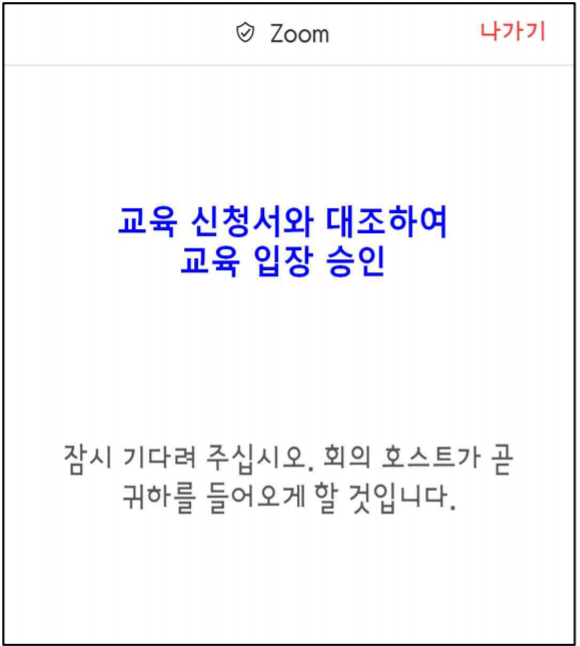 Zoom
나가기
교육 신청서와 대조하여
교육 입장 승인
잠시 기다려 주십시오. 회의 호스트가 곧
귀하를 들어오게 할 것입니다.